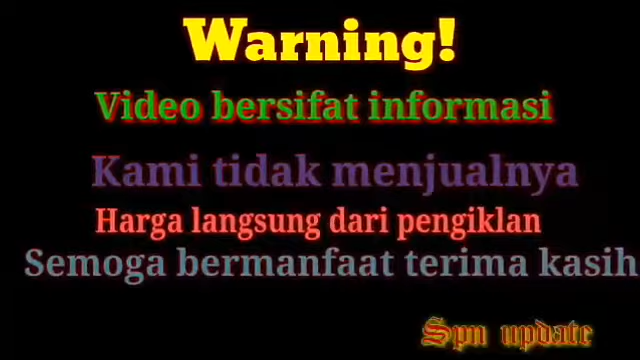 Warning!
Video bersifat informasi
Kami tidak menjualnya
Harga langsung dari pengiklan
Semoga bermanfaat terima kasih
Spn update